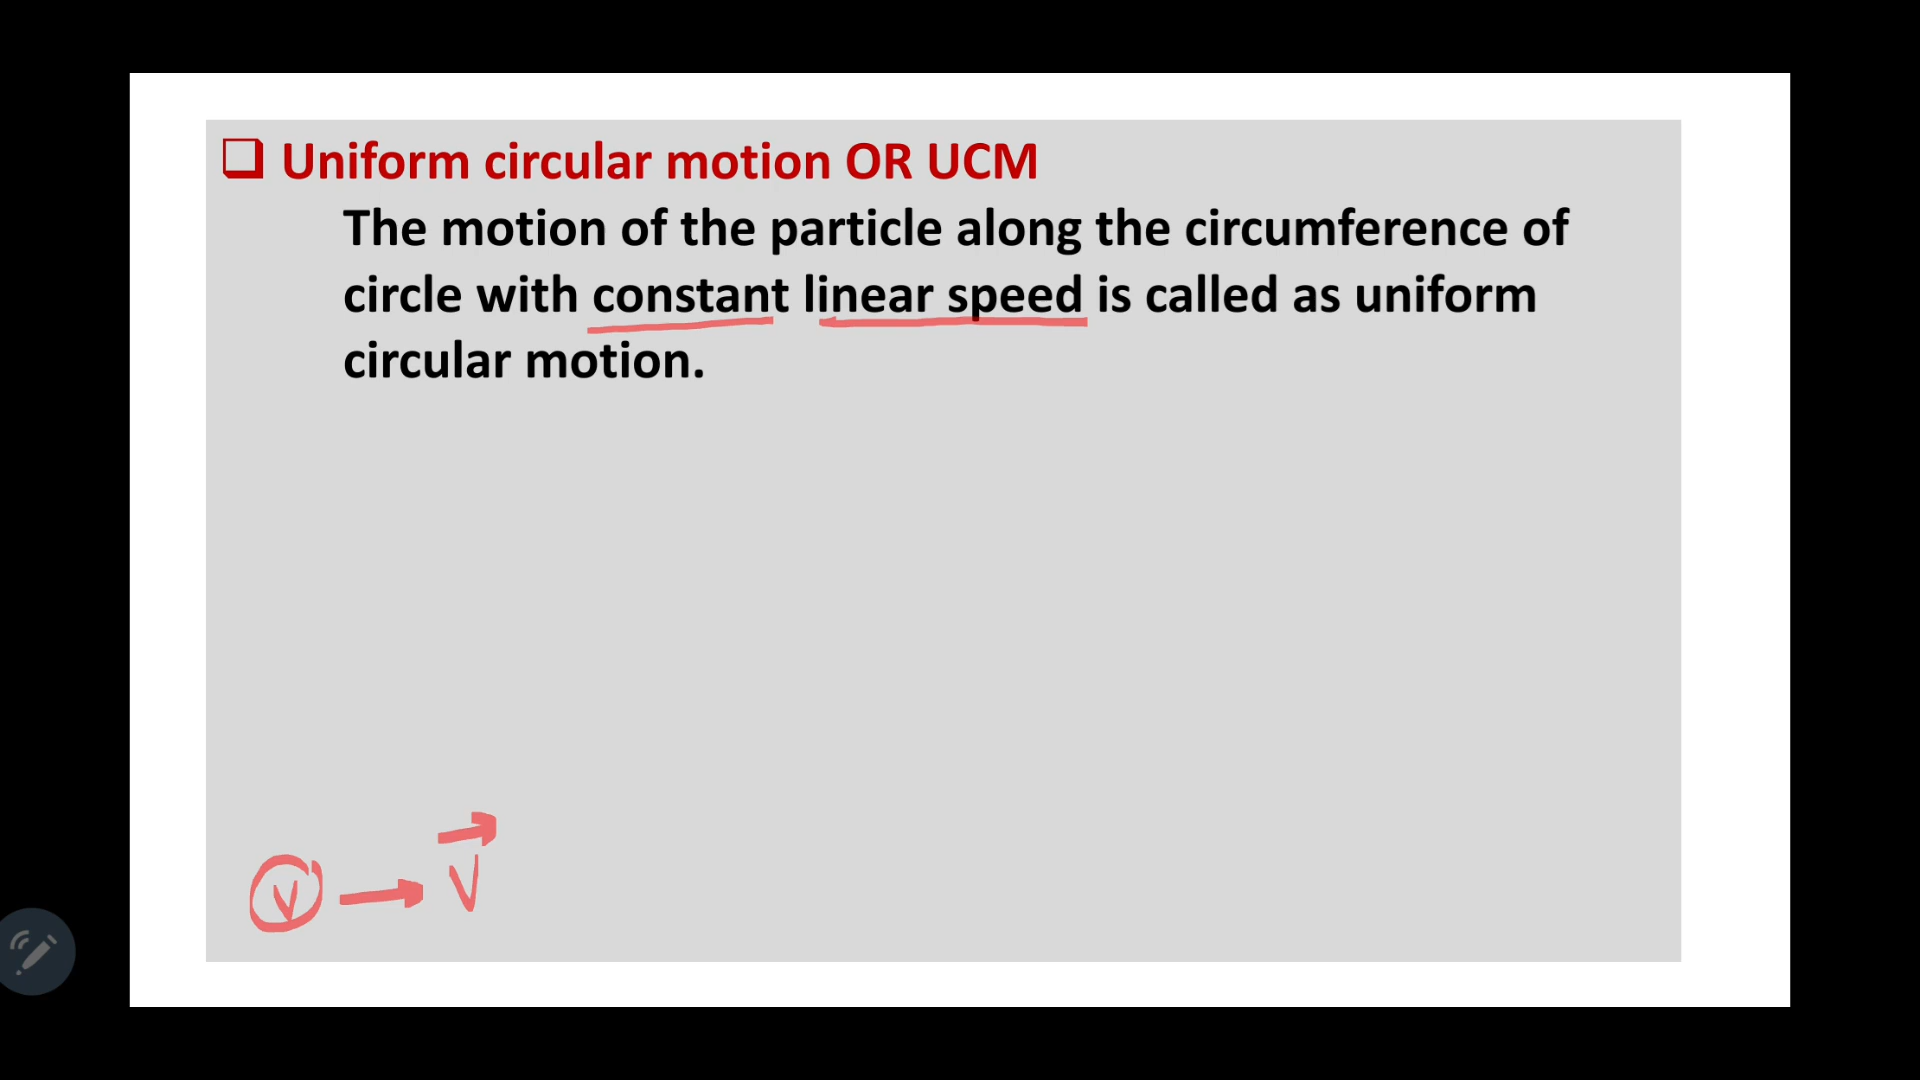 Uniform circular motion OR UCM
The motion of the particle along the circumference of
circle with constant linear speed is called as uniform
circular motion.
v → v⃗